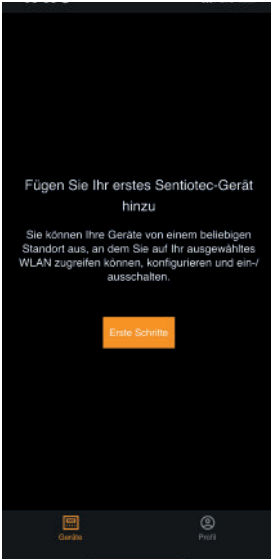 Fügen Sie Ihr erstes Sentiotec-Gerät
hinzu
Sie können Ihre Geräte von einem beliebigen
Standort aus, an dem Sie auf Ihr ausgewähltes
WLAN zugreifen können, konfigurieren und ein-/
ausschalten.
Erste Schritte
Geräte
Profil